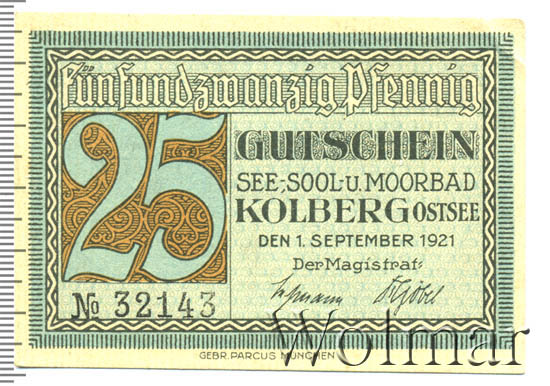 Fünfundzwanzig Pfennig
25
GUTSCHEIN
SEE-, SOOL- U. MOORBAD
KOLBERG OSTSEE
DEN 1. SEPTEMBER 1921
Der Magistrat:
No 32143
GEBR. PARCUS MÜNCHEN
Wolmar